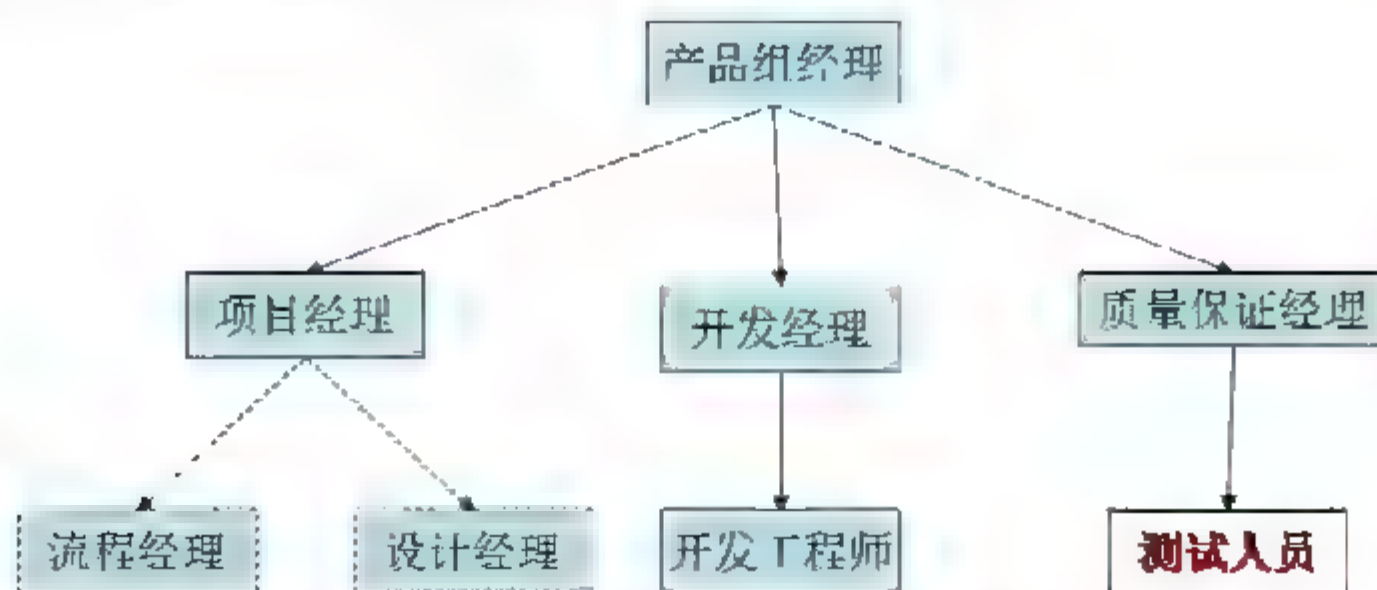 产品组经理
项目经理
开发经理
质量保证经理
流程经理
设计经理
开发工程师
测试人员